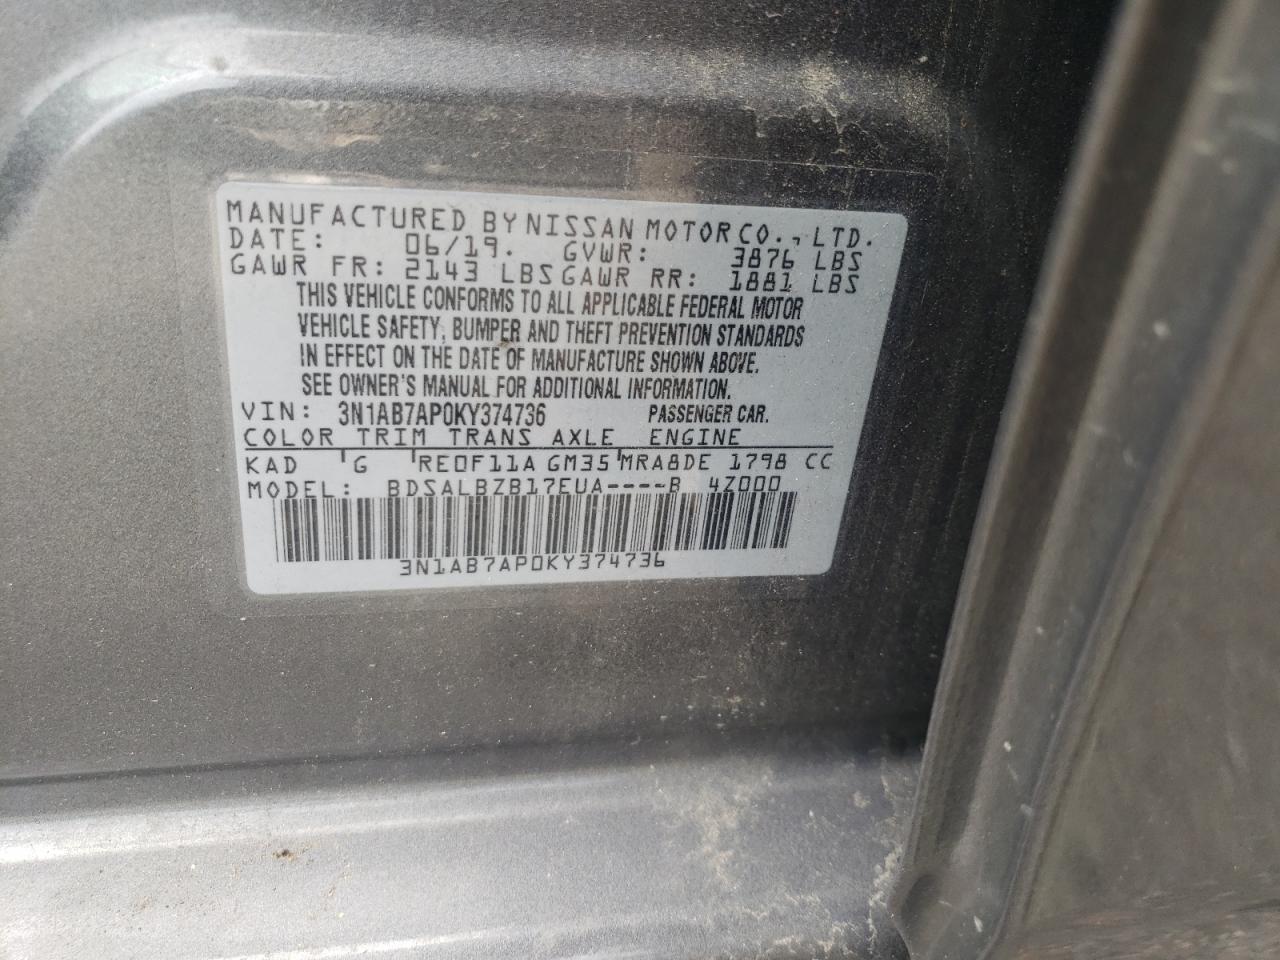 MANUFACTURED BY NISSAN MOTOR CO., LTD.
DATE: 06/19. GVWR: 3876 LBS
GAWR FR: 2143 LBS GAWR RR: 1881 LBS
THIS VEHICLE CONFORMS TO ALL APPLICABLE FEDERAL MOTOR
VEHICLE SAFETY, BUMPER AND THEFT PREVENTION STANDARDS
IN EFFECT ON THE DATE OF MANUFACTURE SHOWN ABOVE.
SEE OWNER'S MANUAL FOR ADDITIONAL INFORMATION.
VIN: 3N1AB7AP0KY374736 PASSENGER CAR.
COLOR TRIM TRANS AXLE ENGINE
KAD 'G 'RE0F11A GM35'MRA8DE 1798 CC
MODEL: BDSALBZB17EUA----B 4Z000
3N1AB7AP0KY374736